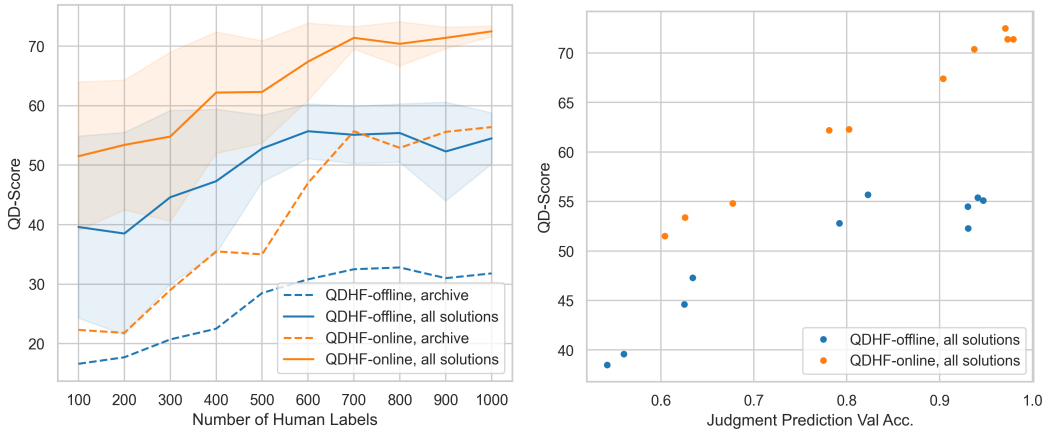 QD-Score
70
60
50
40
30
20
100 200 300 400 500 600 700 800 900 1000
Number of Human Labels
QDHF-offline, archive
QDHF-offline, all solutions
QDHF-online, archive
QDHF-online, all solutions
QD-Score
70
65
60
55
50
45
40
0.6 0.7 0.8 0.9 1.0
Judgment Prediction Val Acc.
QDHF-offline, all solutions
QDHF-online, all solutions